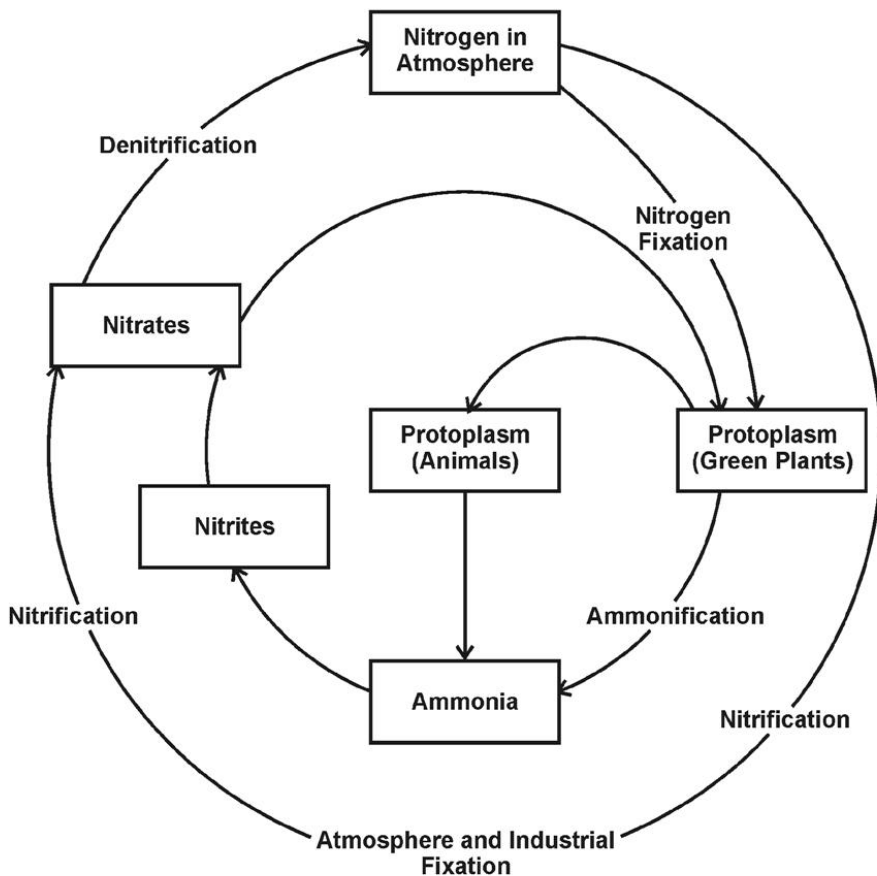 Nitrogen in
Atmosphere
Denitrification
Nitrogen
Fixation
Nitrates
Protoplasm
(Animals)
Protoplasm
(Green Plants)
Nitrites
Nitrification
Ammonification
Ammonia
Nitrification
Atmosphere and Industrial
Fixation